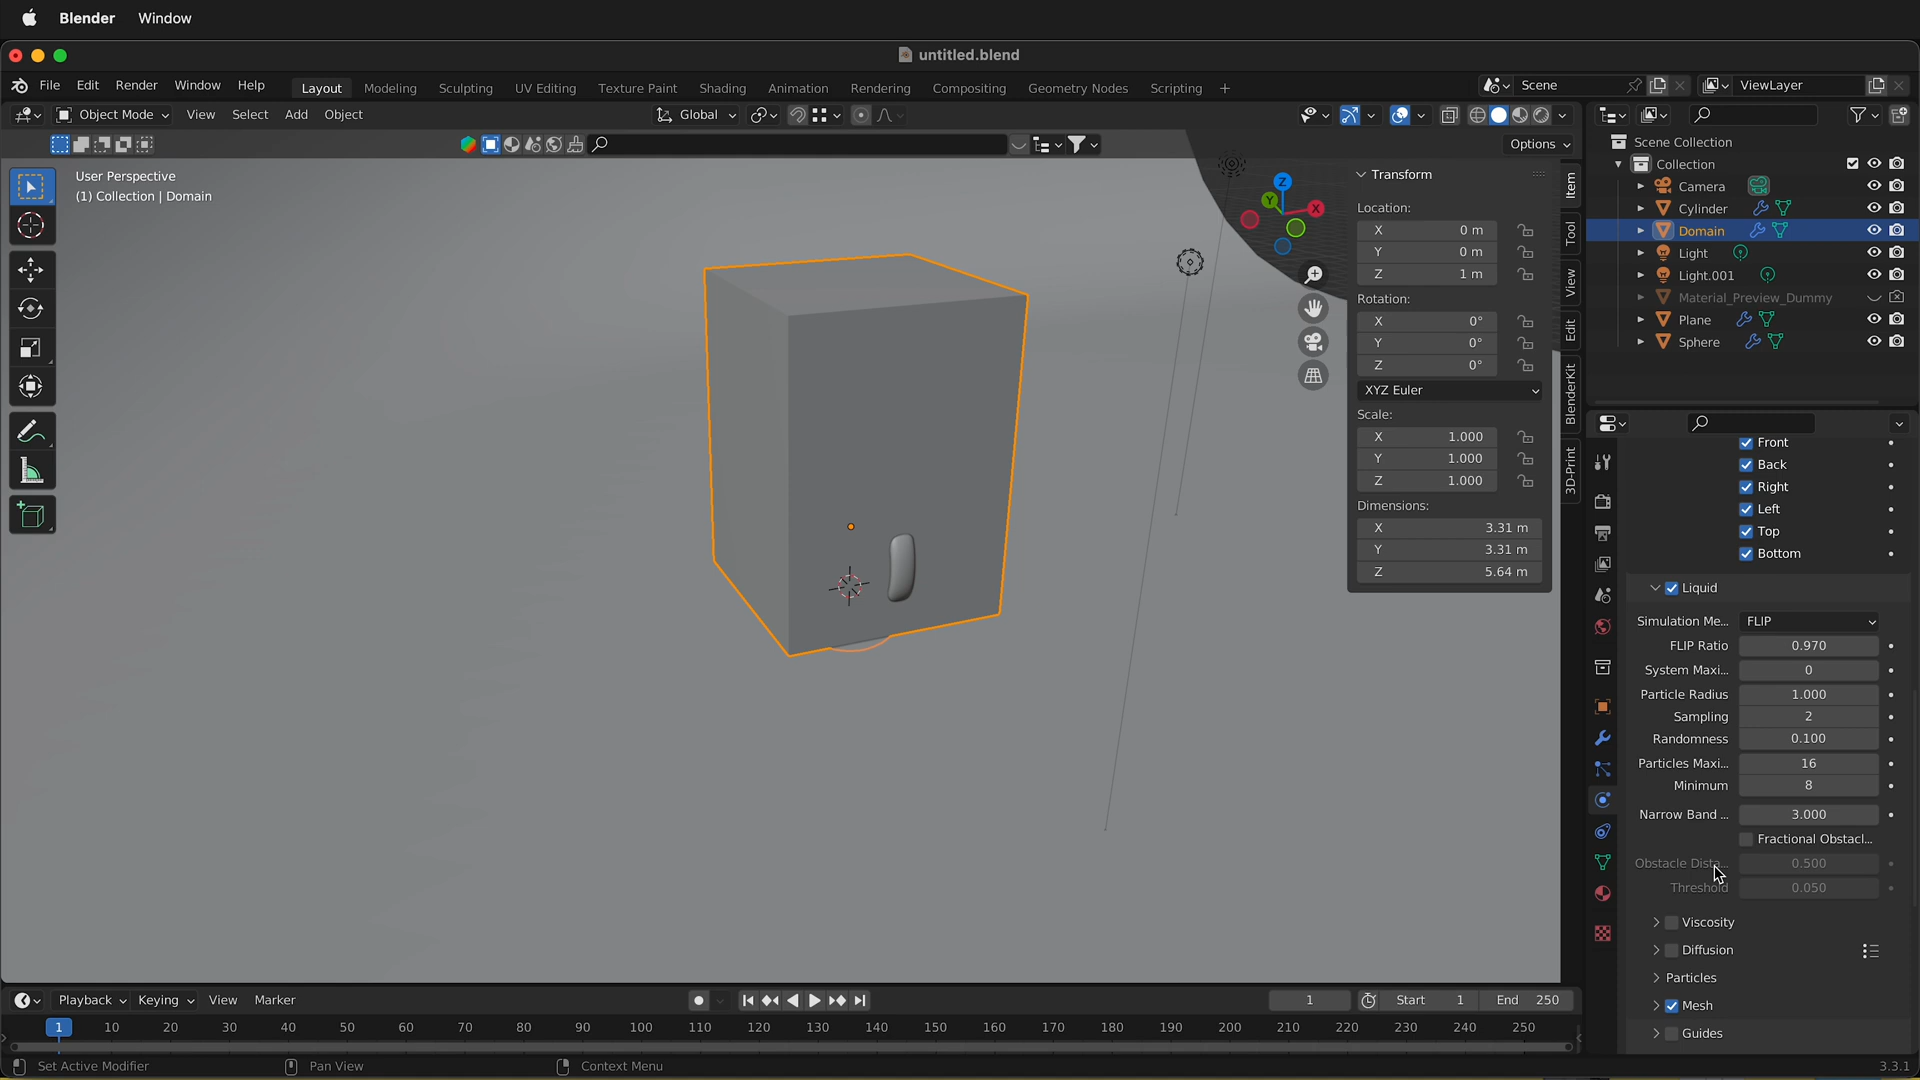 Blender Window
untitled.blend
File Edit Render Window Help Layout Modeling Sculpting UV Editing Texture Paint Shading Animation Rendering Compositing Geometry Nodes Scripting + Scene ViewLayer
Object Mode View Select Add Object Global
Options
User Perspective
(1) Collection | Domain
Z
Y
X
Transform
Location:
X 0 m
Y 0 m
Z 1 m
Rotation:
X 0°
Y 0°
Z 0°
XYZ Euler
Scale:
X 1.000
Y 1.000
Z 1.000
Dimensions:
X 3.31 m
Y 3.31 m
Z 5.64 m
Item
Tool
View
Edit
BlenderKit
3D-Print
Scene Collection
Collection
Camera
Cylinder
Domain
Light
Light.001
Material_Preview_Dummy
Plane
Sphere
Front
Back
Right
Left
Top
Bottom
Liquid
Simulation Me... FLIP
FLIP Ratio 0.970
System Maxi... 0
Particle Radius 1.000
Sampling 2
Randomness 0.100
Particles Maxi... 16
Minimum 8
Narrow Band ... 3.000
Fractional Obstacl...
Obstacle Dista... 0.500
Threshold 0.050
Viscosity
Diffusion
Particles
Mesh
Guides
Playback Keying View Marker 1 Start 1 End 250
1 10 20 30 40 50 60 70 80 90 100 110 120 130 140 150 160 170 180 190 200 210 220 230 240 250
Set Active Modifier Pan View Context Menu 3.3.1